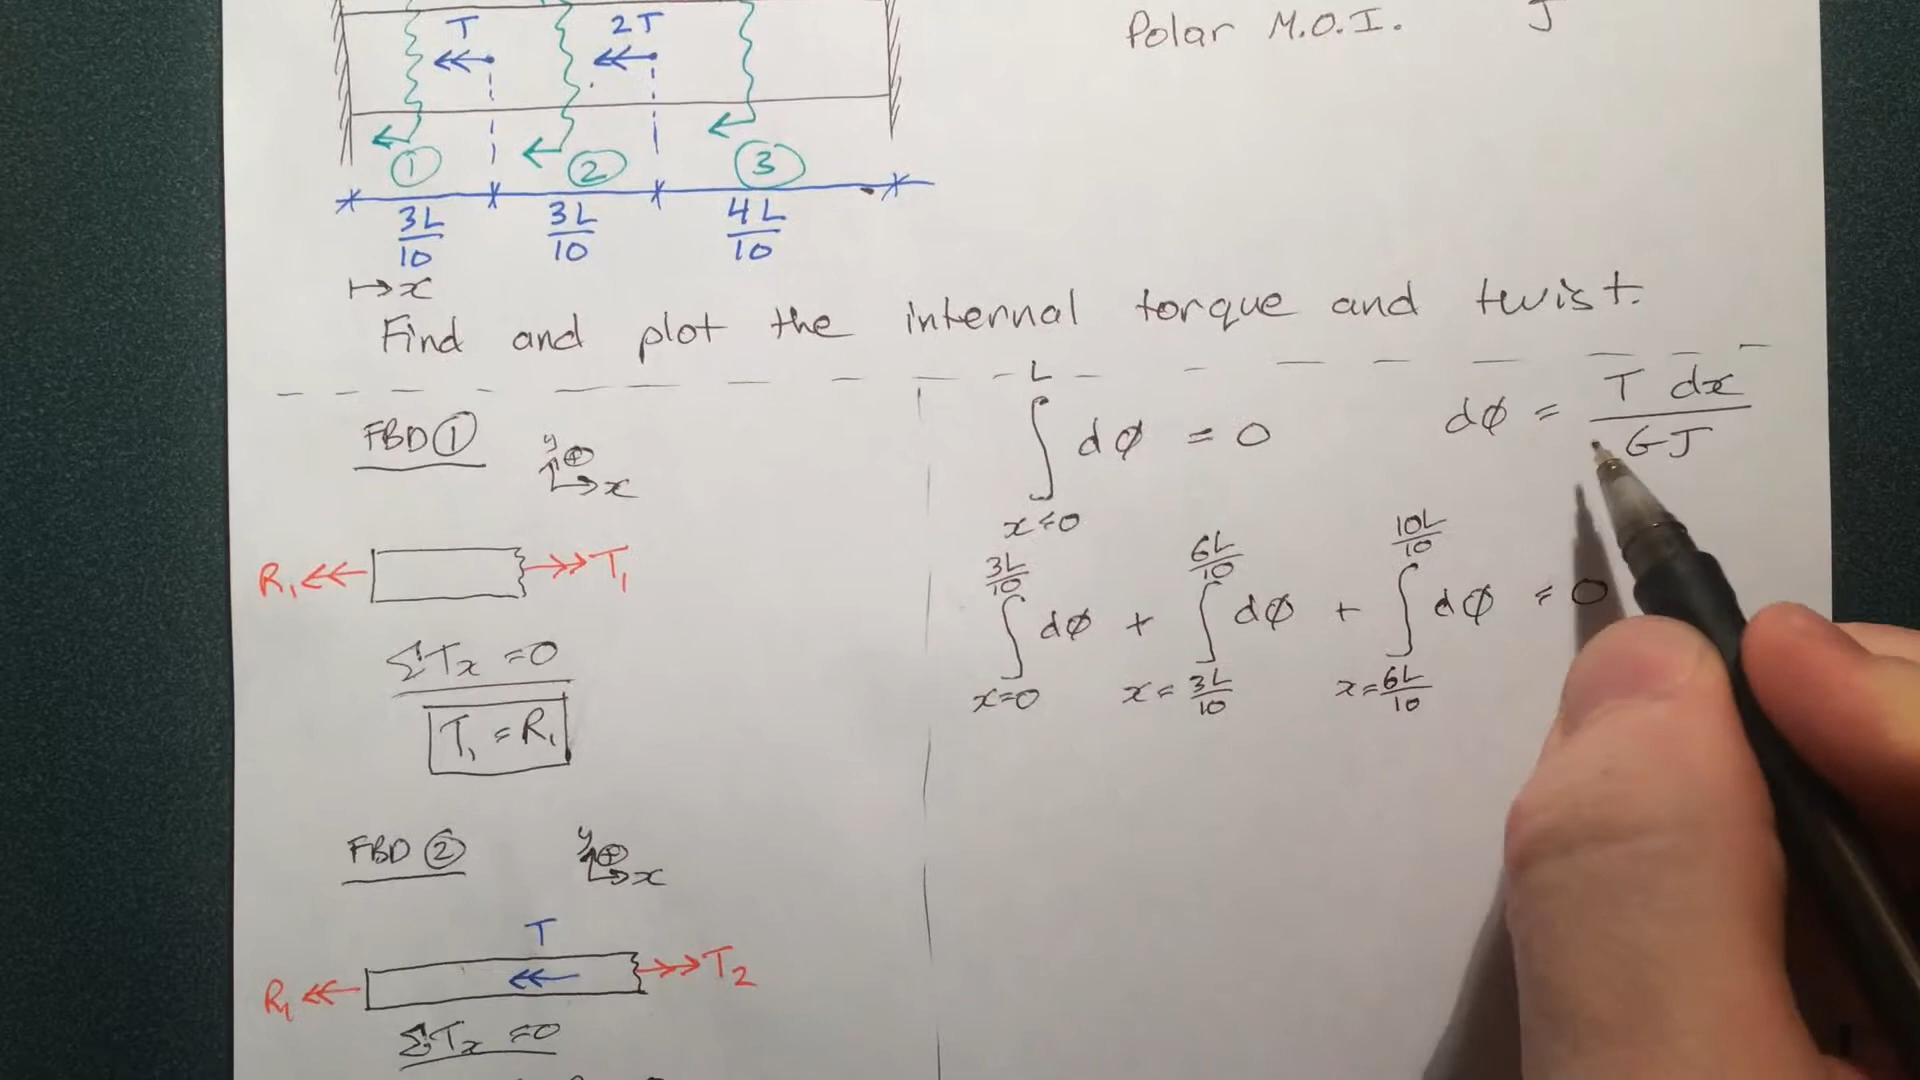 T 2T
Polar M.O.I. J
① ② ③
3L/10 3L/10 4L/10
↦ x
Find and plot the internal torque and twist.
FBD ①
y ⊕ x
R₁ T₁
ΣTx = 0
T₁ = R₁
FBD ②
y ⊕ x
T
R₁ T₂
ΣTx = 0
∫_{x=0}^{L} dϕ = 0
dϕ = T dx / GJ
∫_{x=0}^{3L/10} dϕ + ∫_{x=3L/10}^{6L/10} dϕ + ∫_{x=6L/10}^{10L/10} dϕ = 0